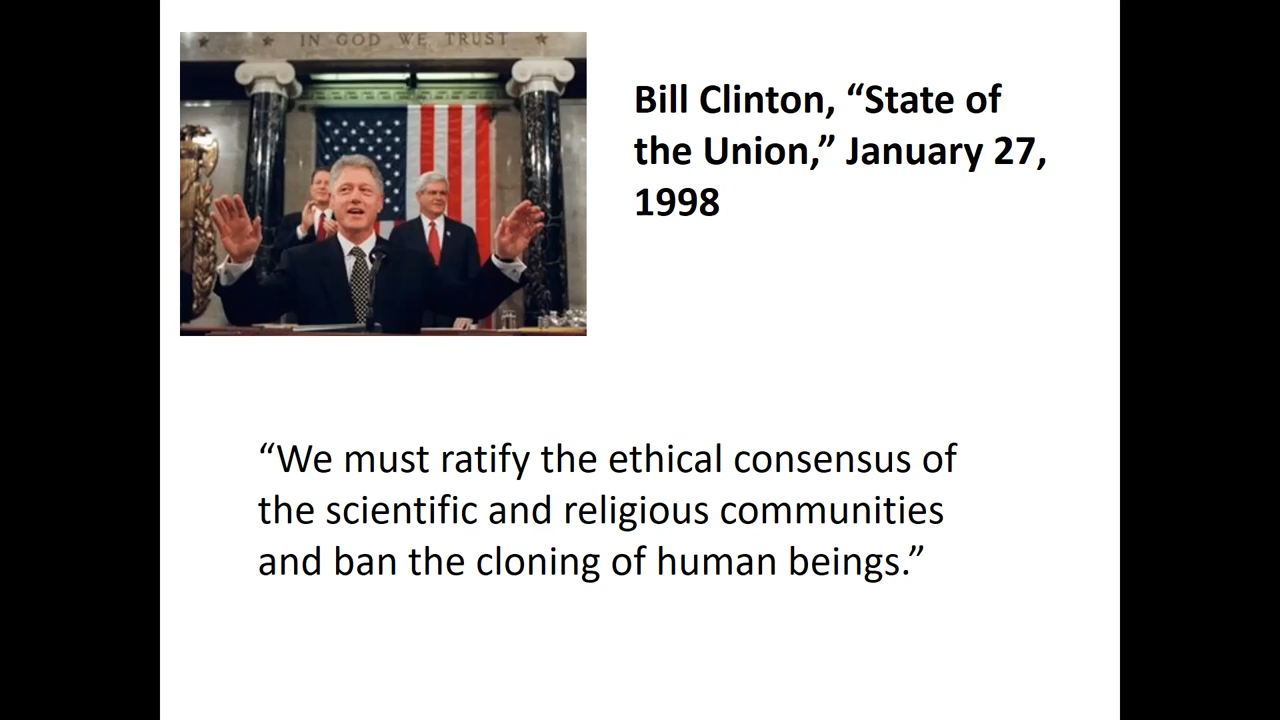 IN GOD WE TRUST
Bill Clinton, “State of
the Union,” January 27,
1998
“We must ratify the ethical consensus of
the scientific and religious communities
and ban the cloning of human beings.”